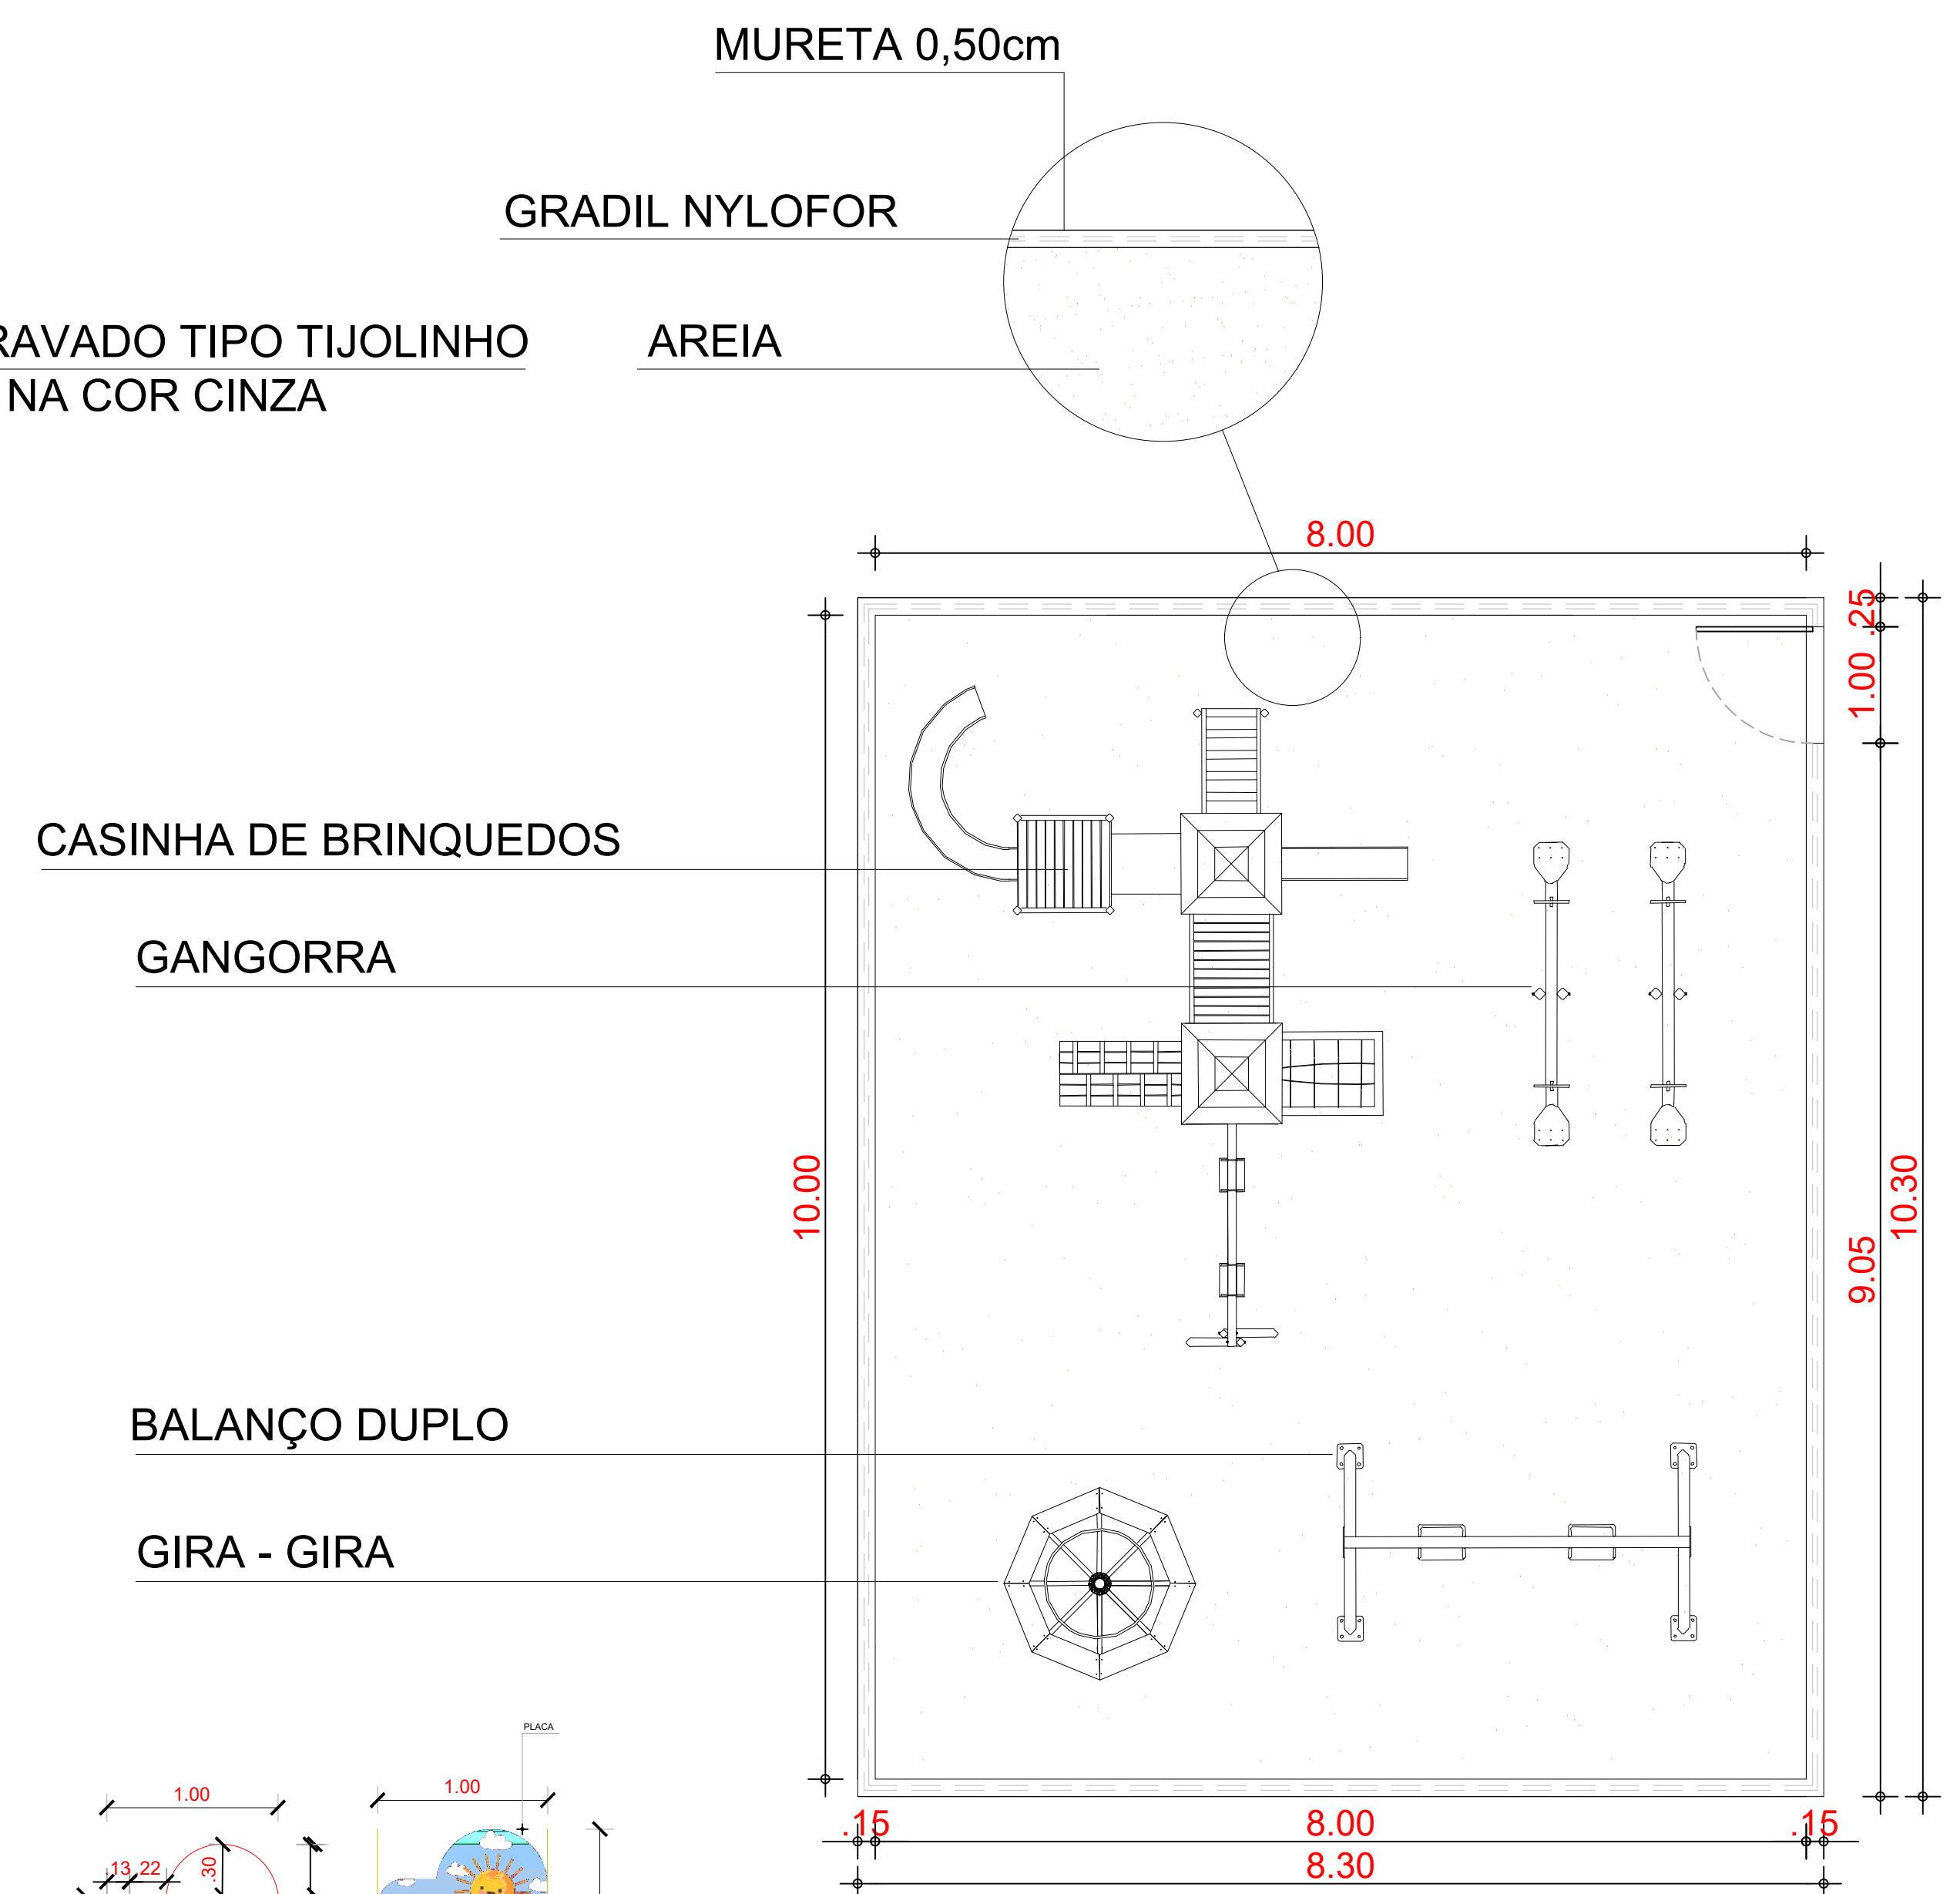 MURETA 0,50cm
GRADIL NYLOFOR
RAVADO TIPO TIJOLINHO
NA COR CINZA
AREIA
8.00
.25
1.00
CASINHA DE BRINQUEDOS
GANGORRA
10.00
10.30
9.05
BALANÇO DUPLO
GIRA - GIRA
PLACA
1.00
1.00
.15
8.00
.15
.13
.22
.30
8.30